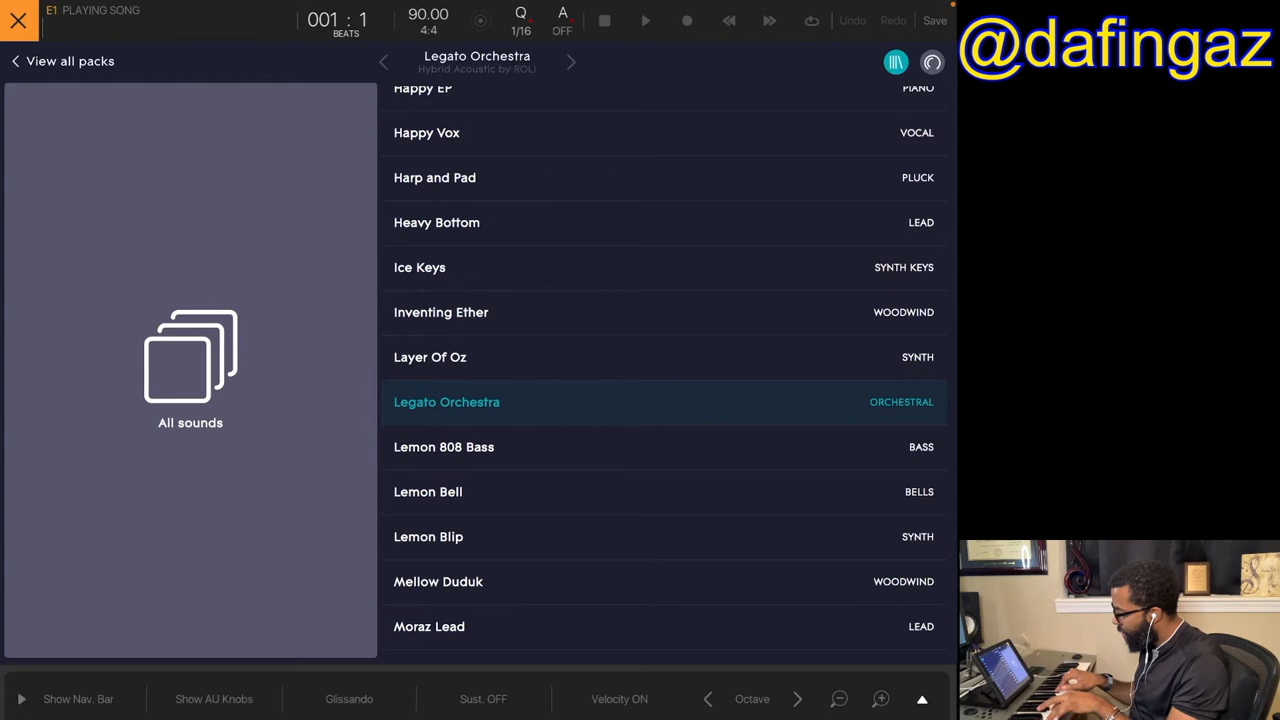 E1 PLAYING SONG
001 : 1
BEATS
90.00
4:4
Q
1/16
A
OFF
Undo
Redo
Save
@dafingaz
View all packs
Legato Orchestra
Hybrid Acoustic by ROLI
Happy EP PIANO
Happy Vox VOCAL
Harp and Pad PLUCK
Heavy Bottom LEAD
Ice Keys SYNTH KEYS
Inventing Ether WOODWIND
Layer Of Oz SYNTH
Legato Orchestra ORCHESTRAL
Lemon 808 Bass BASS
Lemon Bell BELLS
Lemon Blip SYNTH
Mellow Duduk WOODWIND
Moraz Lead LEAD
All sounds
Show Nav. Bar
Show AU Knobs
Glissando
Sust. OFF
Velocity ON
Octave